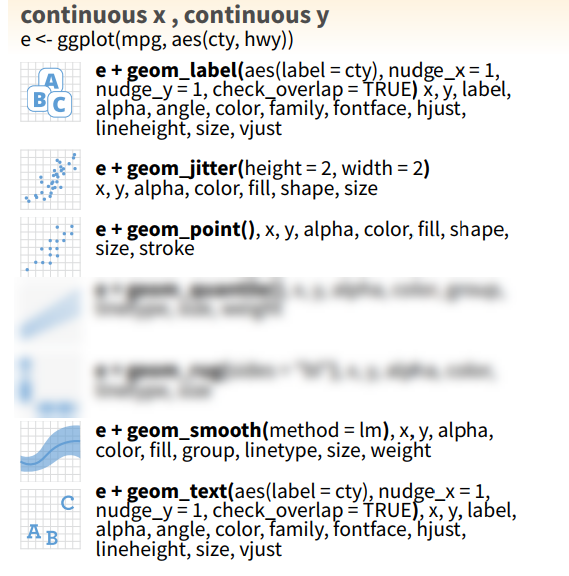 continuous x , continuous y
e <- ggplot(mpg, aes(cty, hwy))
A
B C
e + geom_label(aes(label = cty), nudge_x = 1,
nudge_y = 1, check_overlap = TRUE) x, y, label,
alpha, angle, color, family, fontface, hjust,
lineheight, size, vjust
e + geom_jitter(height = 2, width = 2)
x, y, alpha, color, fill, shape, size
e + geom_point(), x, y, alpha, color, fill, shape,
size, stroke
e + geom_smooth(method = lm), x, y, alpha,
color, fill, group, linetype, size, weight
C
A B
e + geom_text(aes(label = cty), nudge_x = 1,
nudge_y = 1, check_overlap = TRUE), x, y, label,
alpha, angle, color, family, fontface, hjust,
lineheight, size, vjust